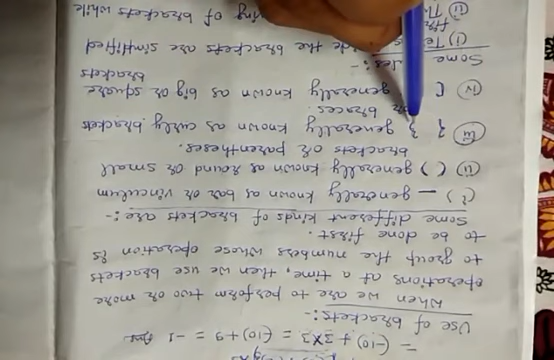 = (-10) + 3×3 = (-10) + 9 = -1 Ans
Use of brackets:-
When we are to perform two or more
operations at a time, then we use brackets
to group the numbers whose operation is
to be done first.
Some different kinds of brackets are :-
(i) — generally known as bar or vinculum
(ii) ( ) generally known as round or small
brackets or parentheses.
(iii) { } generally known as curly brackets
or braces.
(iv) [ generally known as big or square
brackets
Some :-
(i) the brackets are simplified
(ii) of brackets while